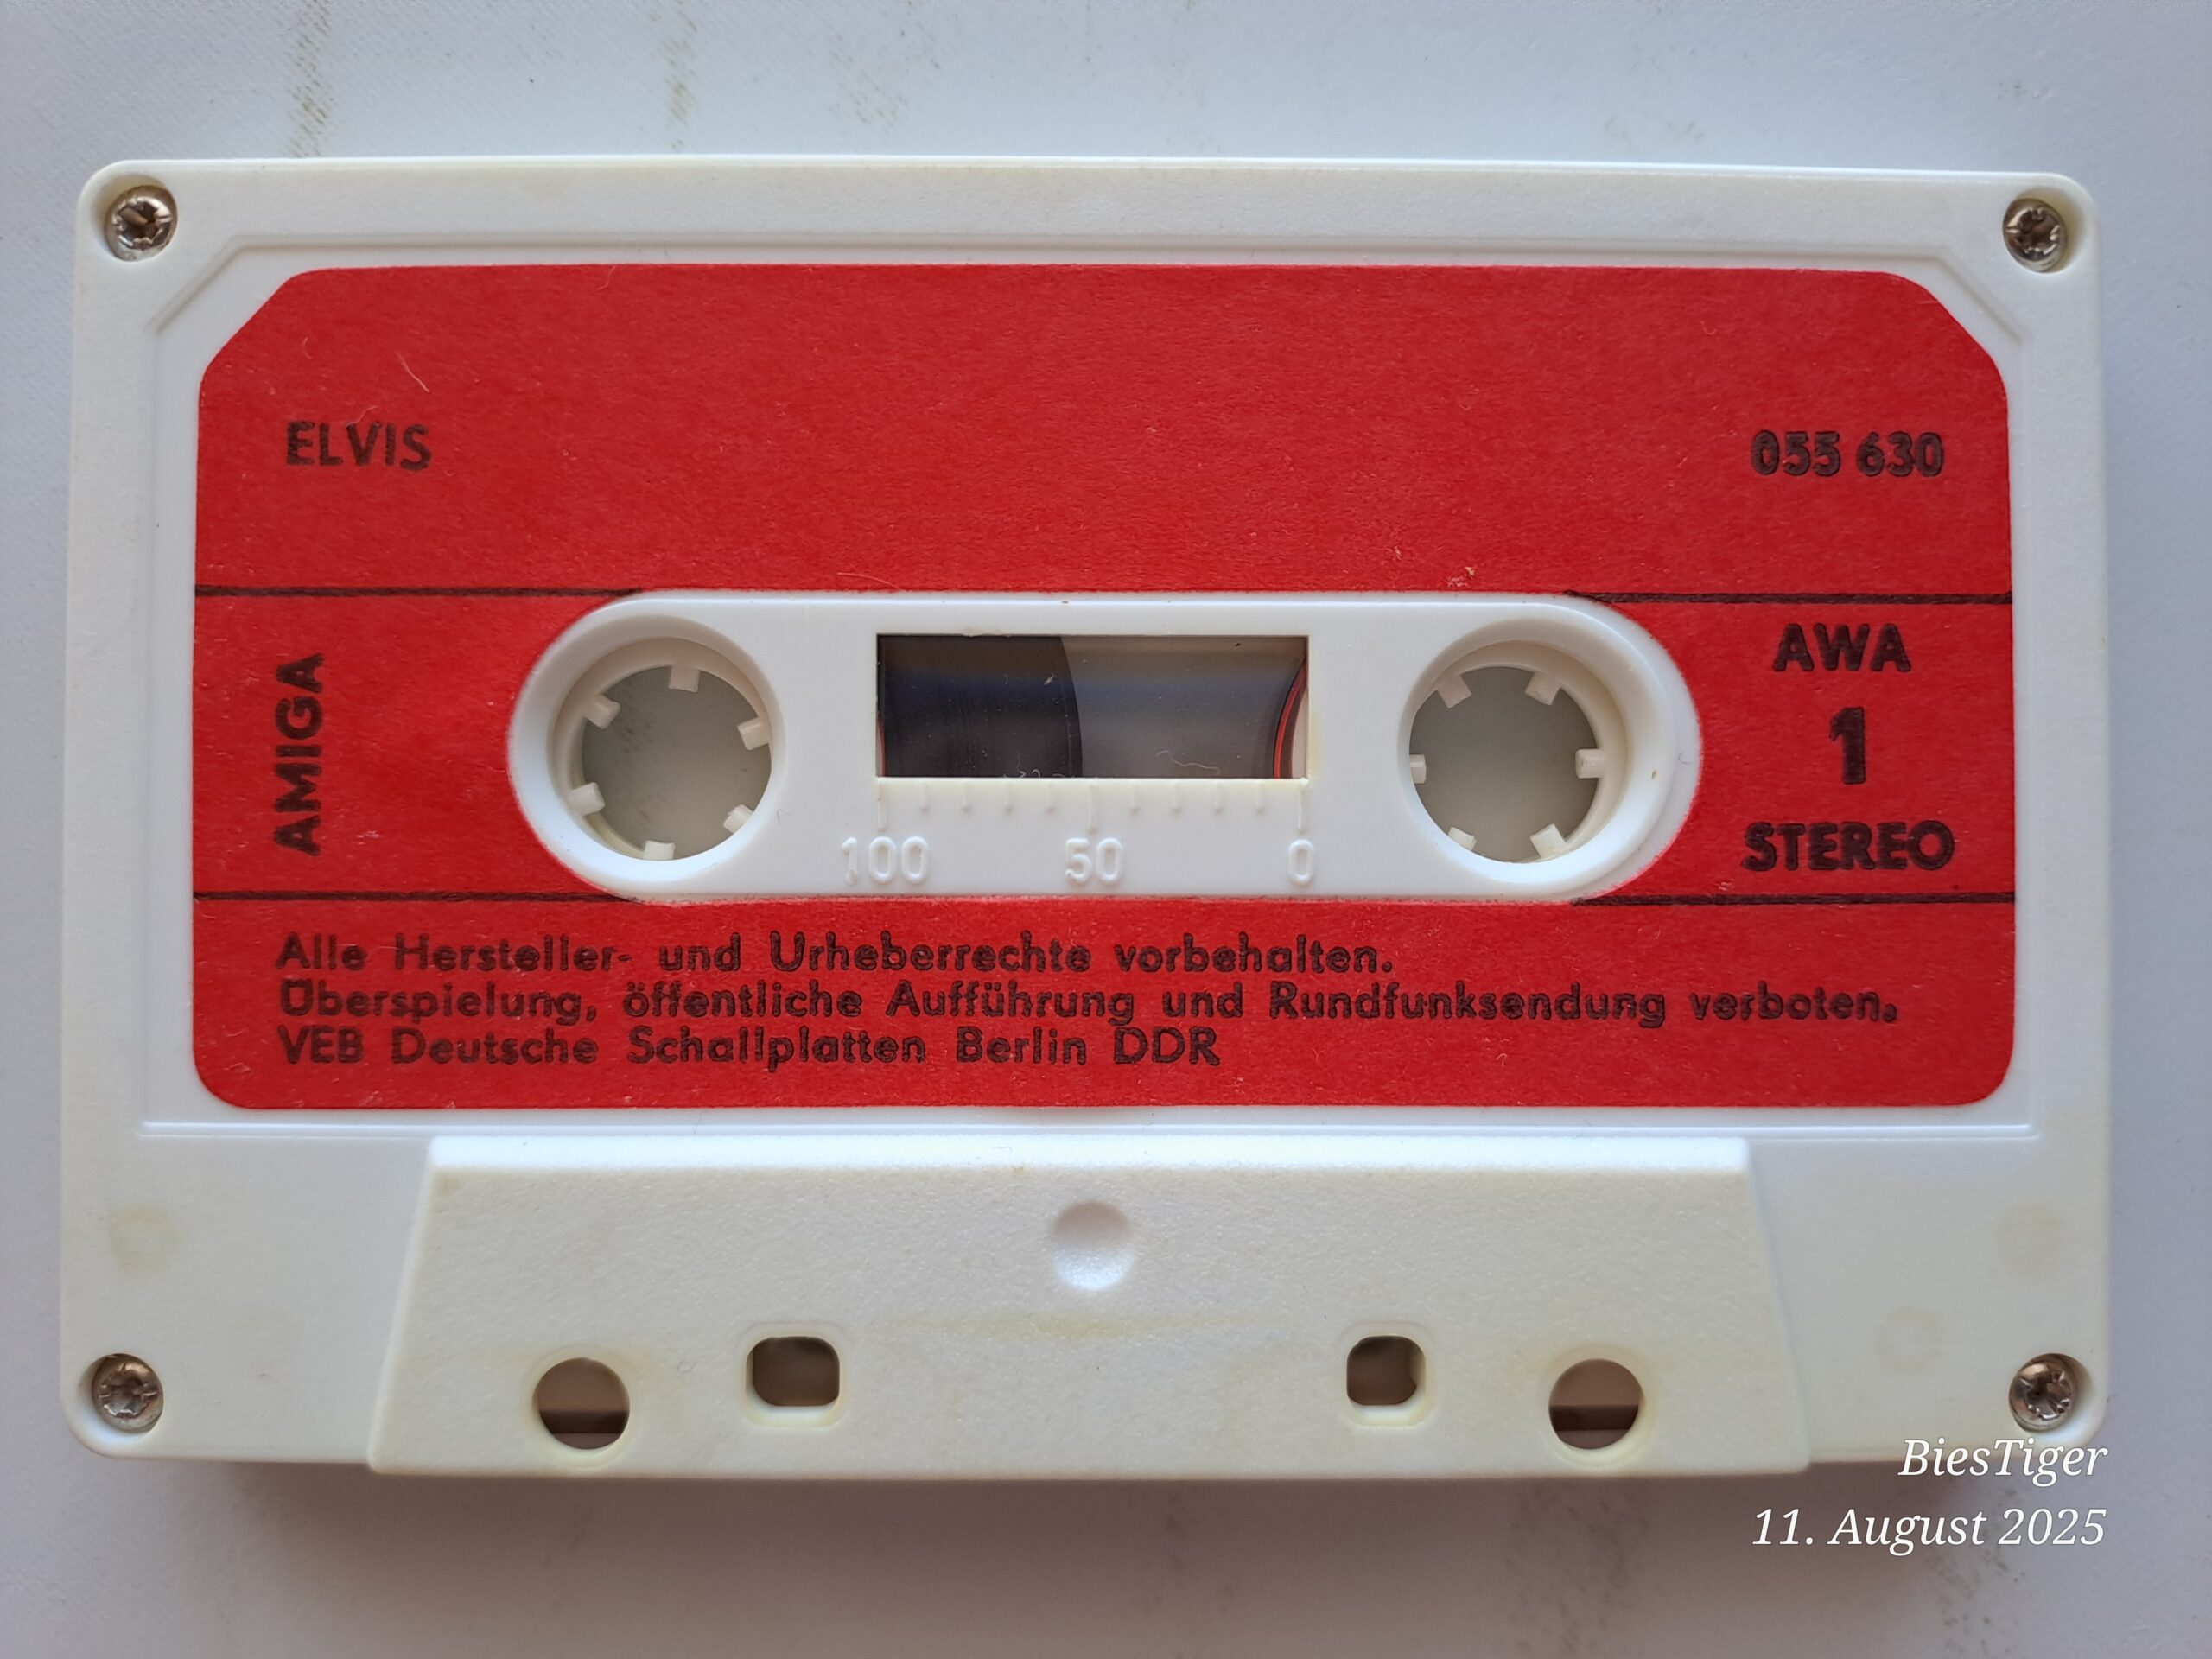 ELVIS
055 630
AMIGA
AWA
1
STEREO
100 50 0
Alle Hersteller- und Urheberrechte vorbehalten.
Überspielung, öffentliche Aufführung und Rundfunksendung verboten.
VEB Deutsche Schallplatten Berlin DDR
BiesTiger
11. August 2025